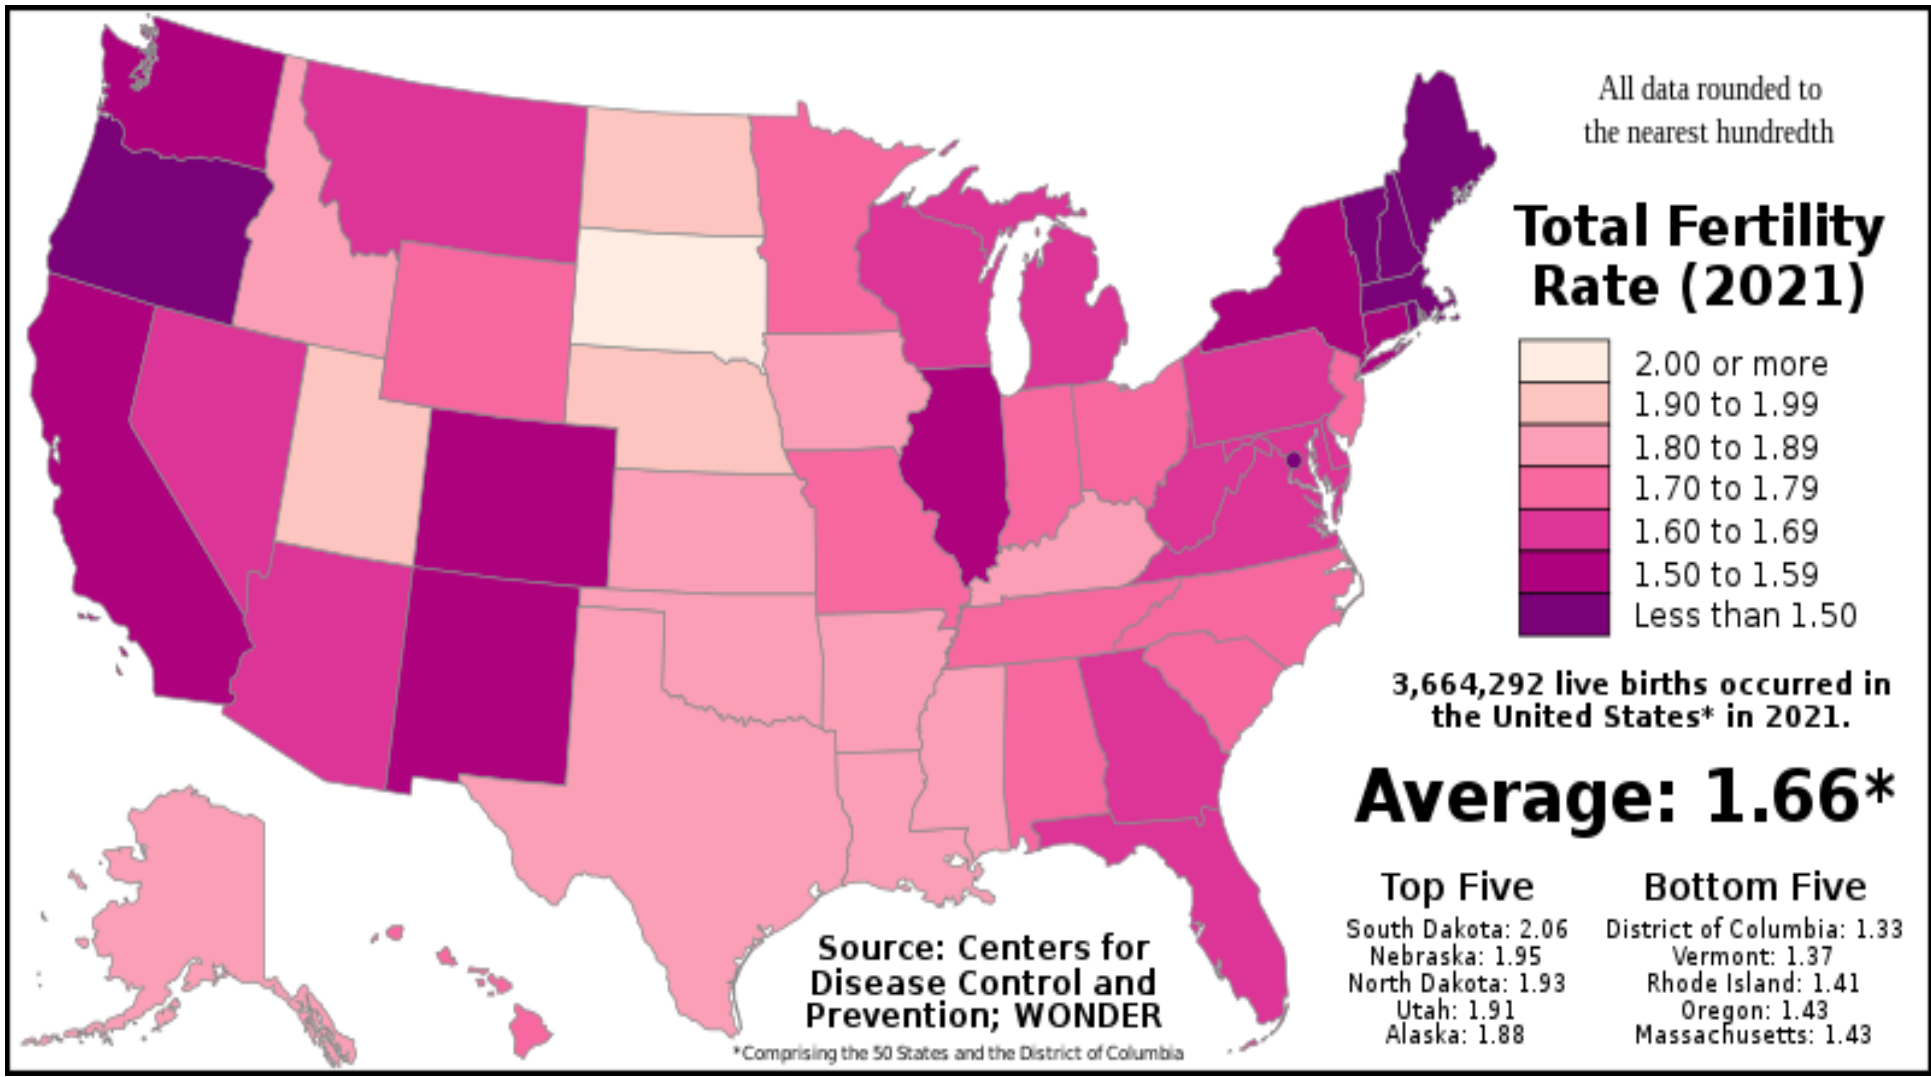 All data rounded to
the nearest hundredth
Total Fertility
Rate (2021)
2.00 or more
1.90 to 1.99
1.80 to 1.89
1.70 to 1.79
1.60 to 1.69
1.50 to 1.59
Less than 1.50
3,664,292 live births occurred in
the United States* in 2021.
Average: 1.66*
Top Five
South Dakota: 2.06
Nebraska: 1.95
North Dakota: 1.93
Utah: 1.91
Alaska: 1.88
Bottom Five
District of Columbia: 1.33
Vermont: 1.37
Rhode Island: 1.41
Oregon: 1.43
Massachusetts: 1.43
Source: Centers for
Disease Control and
Prevention; WONDER
*Comprising the 50 States and the District of Columbia